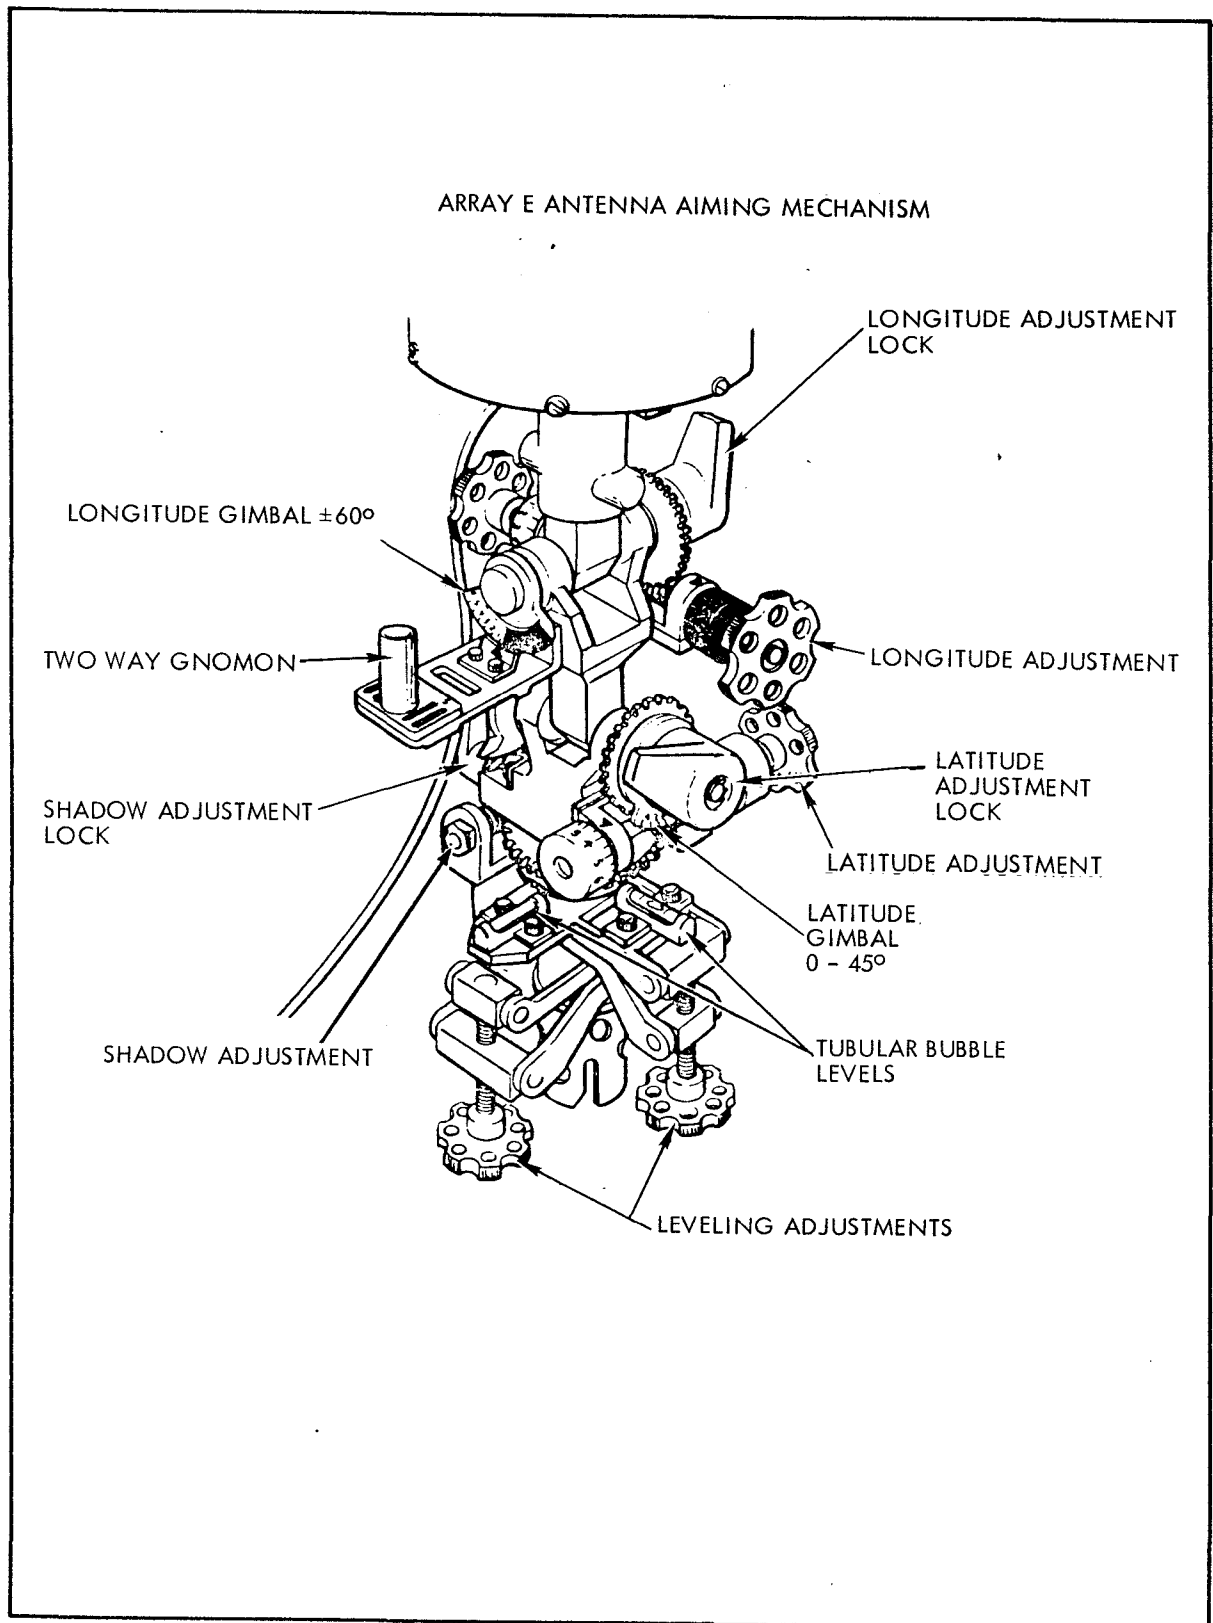 ARRAY E ANTENNA AIMING MECHANISM
LONGITUDE ADJUSTMENT
LOCK
LONGITUDE GIMBAL ±60°
TWO WAY GNOMON
LONGITUDE ADJUSTMENT
LATITUDE
ADJUSTMENT
LOCK
SHADOW ADJUSTMENT
LOCK
LATITUDE ADJUSTMENT
LATITUDE
GIMBAL
0 - 45°
SHADOW ADJUSTMENT
TUBULAR BUBBLE
LEVELS
LEVELING ADJUSTMENTS